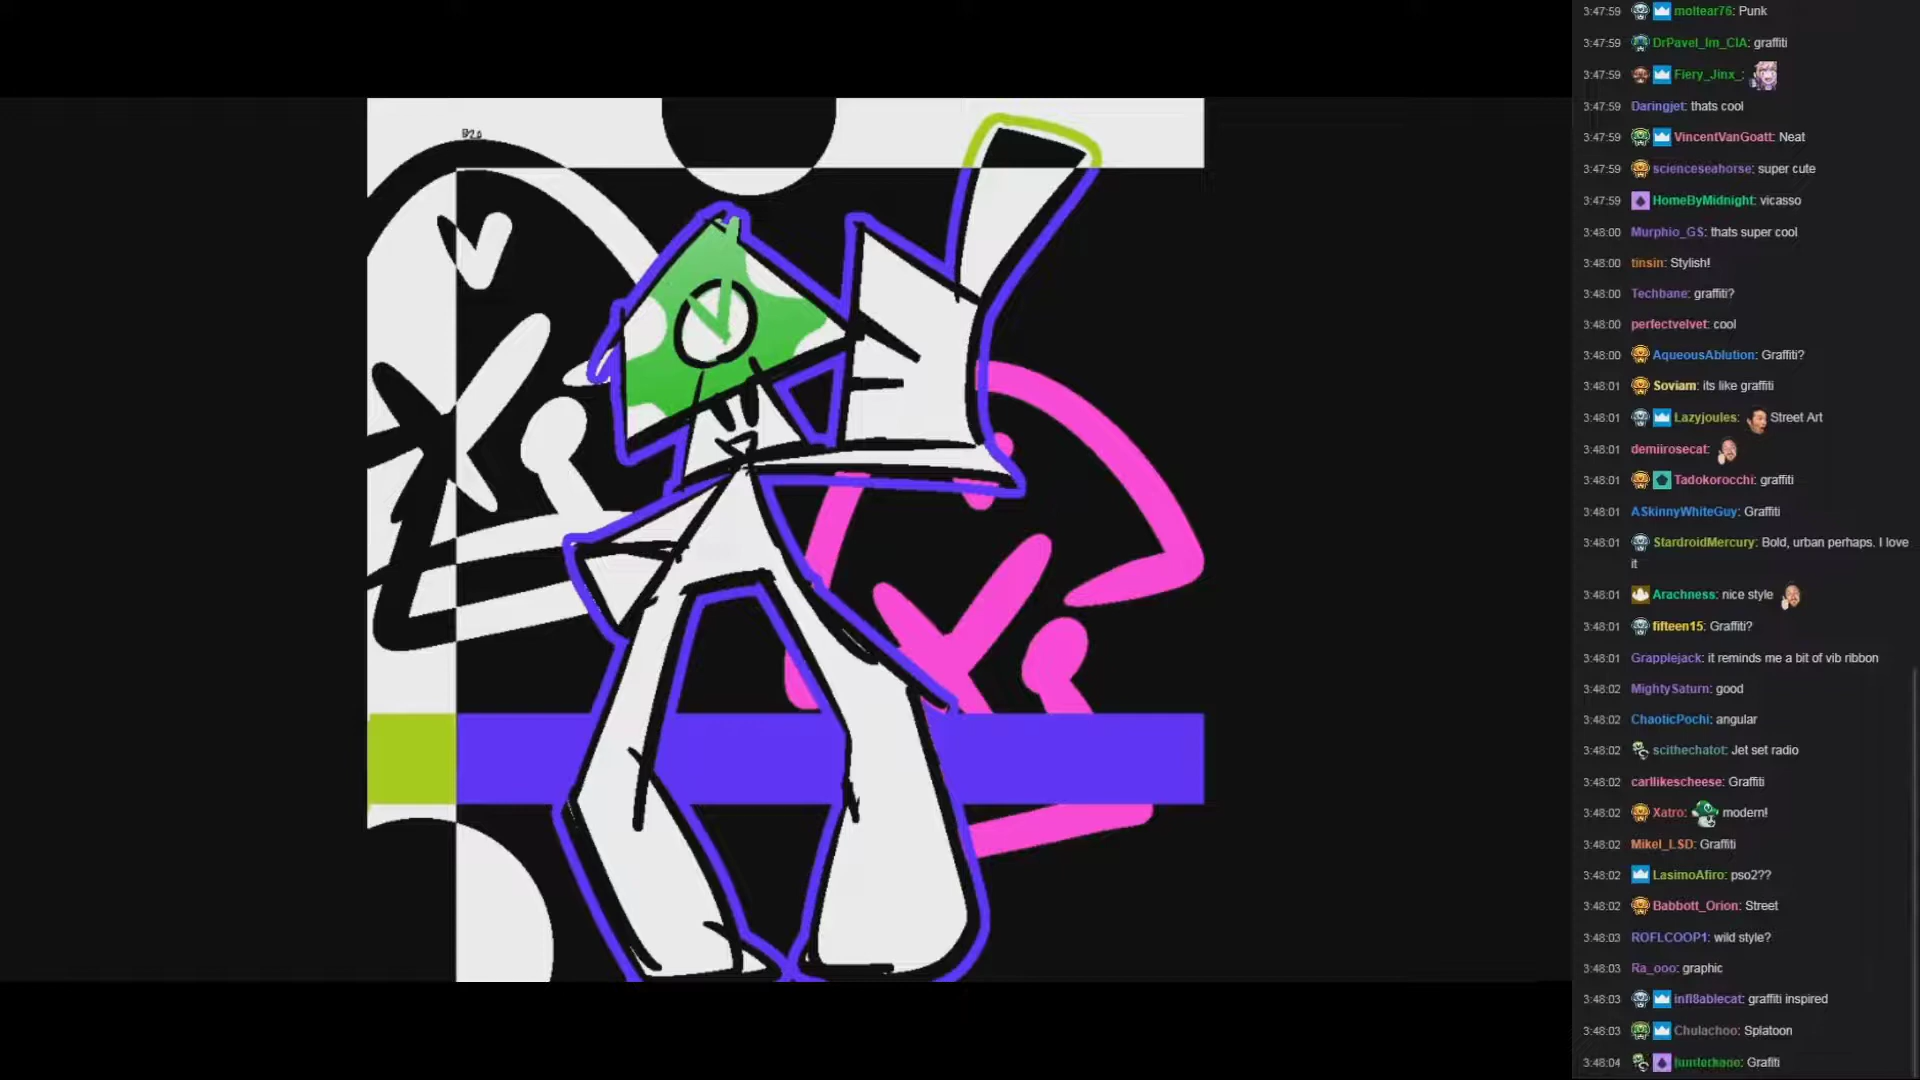 3:47:59 moltear76: Punk
3:47:59 DrPavel_Im_CIA: graffiti
3:47:59 Fiery_Jinx_:
3:47:59 Daringjet: thats cool
3:47:59 VincentVanGoatt: Neat
3:47:59 scienceseahorse: super cute
3:47:59 HomeByMidnight: vicasso
3:48:00 Murphio_GS: thats super cool
3:48:00 tinsin: Stylish!
3:48:00 Techbane: graffiti?
3:48:00 perfectvelvet: cool
3:48:00 AqueousAblution: Graffiti?
3:48:01 Soviam: its like graffiti
3:48:01 Lazyjoules: Street Art
3:48:01 demiirosecat:
3:48:01 Tadokorocchi: graffiti
3:48:01 ASkinnyWhiteGuy: Graffiti
3:48:01 StardroidMercury: Bold, urban perhaps. I love
it
3:48:01 Arachness: nice style
3:48:01 fifteen15: Graffiti?
3:48:01 Grapplejack: it reminds me a bit of vib ribbon
3:48:02 MightySaturn: good
3:48:02 ChaoticPochi: angular
3:48:02 scithechatot: Jet set radio
3:48:02 carllikescheese: Graffiti
3:48:02 Xatro: modern!
3:48:02 Mikel_LSD: Graffiti
3:48:02 LasimoAfiro: pso2??
3:48:02 Babbott_Orion: Street
3:48:03 ROFLCOOP1: wild style?
3:48:03 Ra_ooo: graphic
3:48:03 infl8ablecat: graffiti inspired
3:48:03 Chulachoo: Splatoon
3:48:04 Graffiti